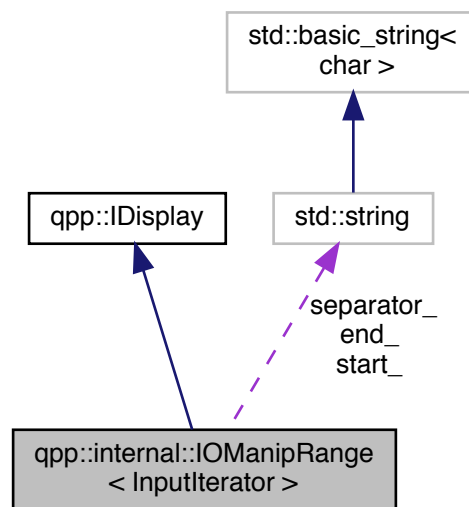 std::basic_string<
char >
qpp::IDisplay
std::string
separator_
end_
start_
qpp::internal::IOManipRange
< InputIterator >